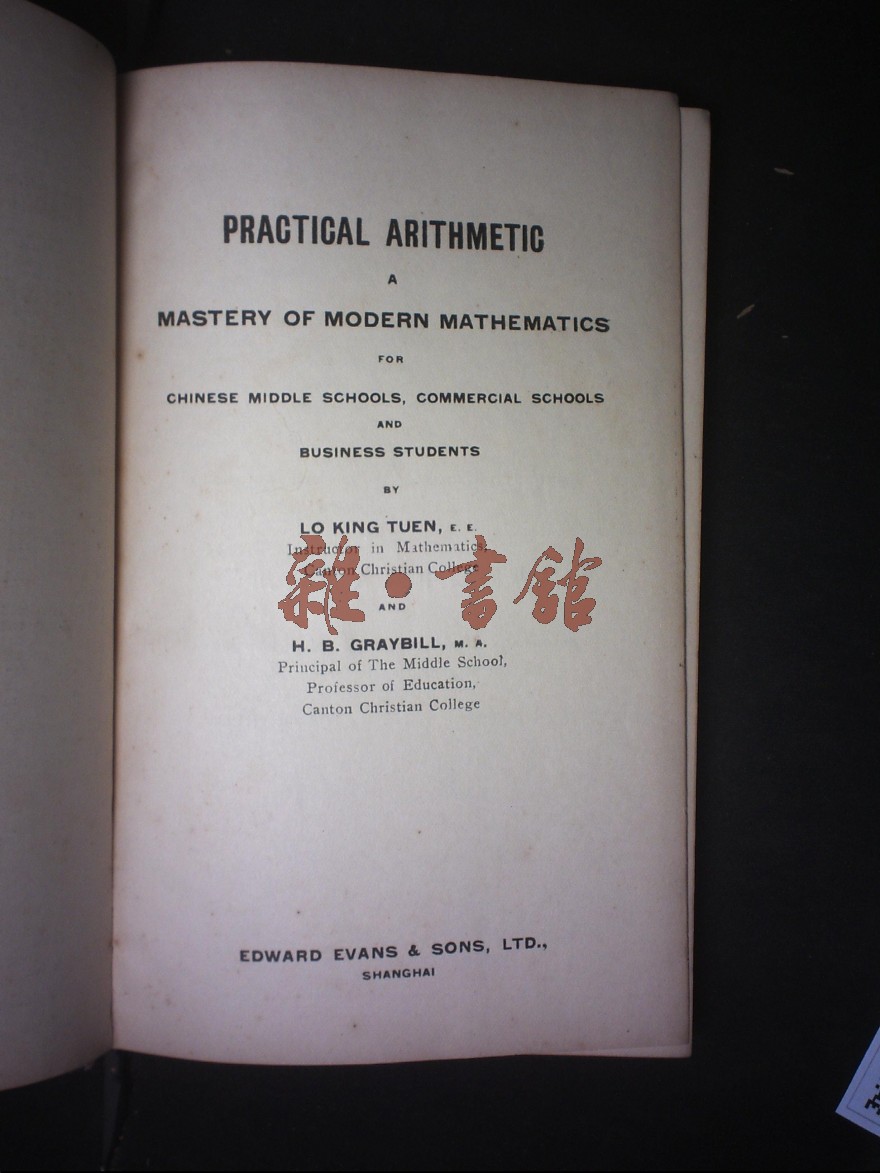 PRACTICAL ARITHMETIC
A
MASTERY OF MODERN MATHEMATICS
FOR
CHINESE MIDDLE SCHOOLS, COMMERCIAL SCHOOLS
AND
BUSINESS STUDENTS
BY
LO KING TUEN, E. E.
Instructor in Mathematics,
Canton Christian College
雜•書館
AND
H. B. GRAYBILL, M. A.
Principal of The Middle School,
Professor of Education,
Canton Christian College
EDWARD EVANS & SONS, LTD.,
SHANGHAI